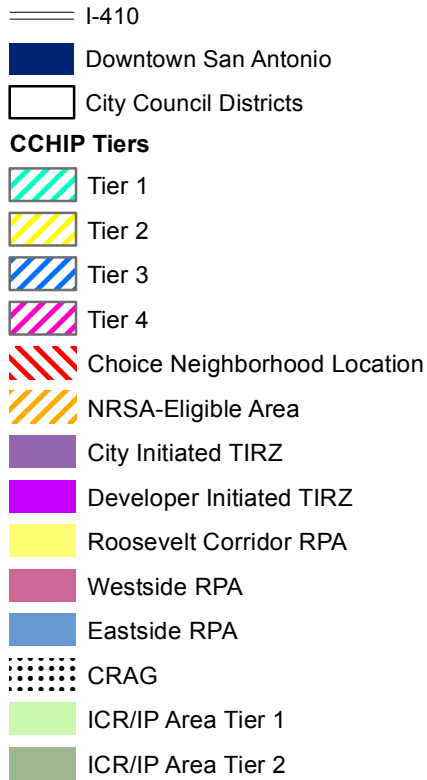 I-410
Downtown San Antonio
City Council Districts
CCHIP Tiers
Tier 1
Tier 2
Tier 3
Tier 4
Choice Neighborhood Location
NRSA-Eligible Area
City Initiated TIRZ
Developer Initiated TIRZ
Roosevelt Corridor RPA
Westside RPA
Eastside RPA
CRAG
ICR/IP Area Tier 1
ICR/IP Area Tier 2